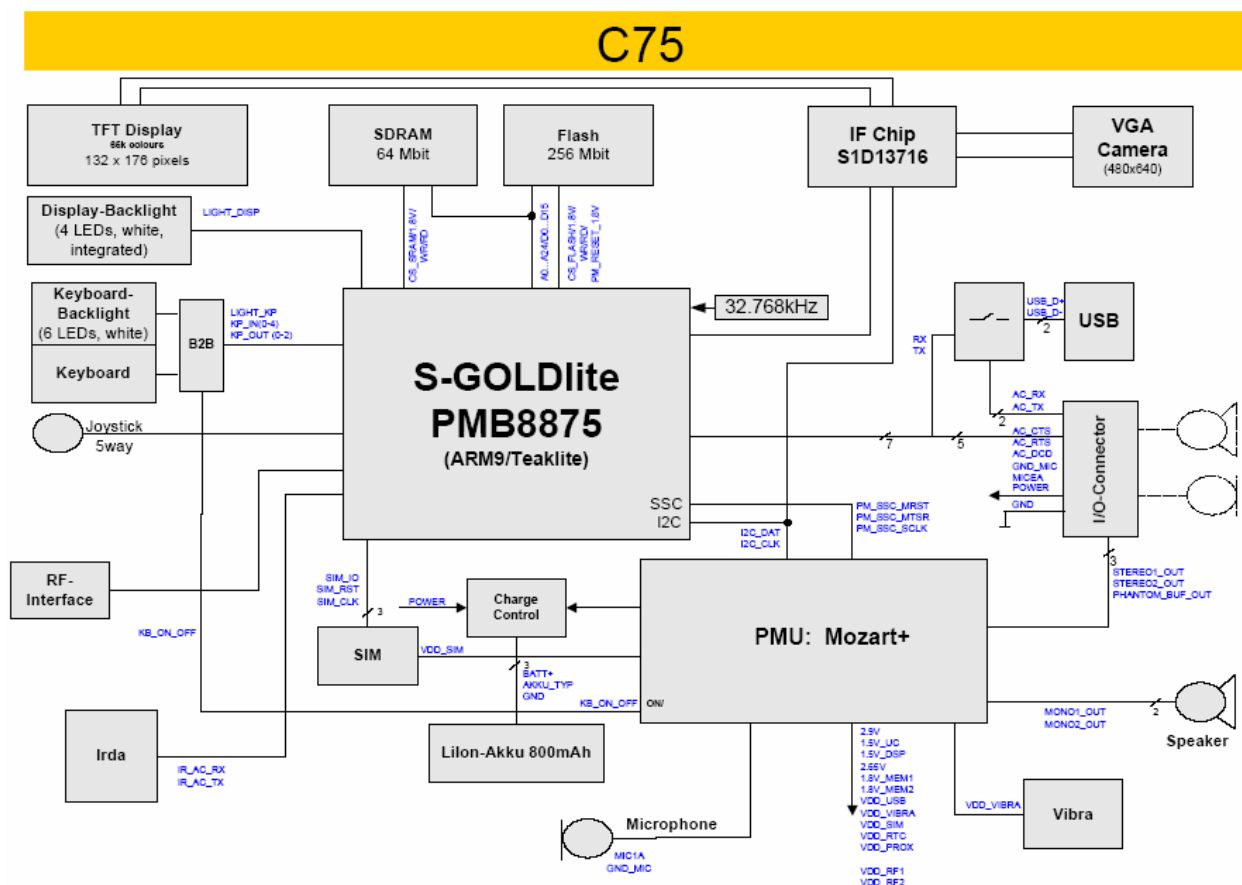 C75
TFT Display
65k colours
132 x 176 pixels
SDRAM
64 Mbit
Flash
256 Mbit
IF Chip
S1D13716
VGA
Camera
(480x640)
Display-Backlight
(4 LEDs, white,
integrated)
LIGHT_DISP
CS_SRAM/1.8V/
WR/RD
A0...A24/D0...D15
CS_FLASH/1.8V/
WR/RD/
PM_RESET_1.8V
Keyboard-
Backlight
(6 LEDs, white)
Keyboard
B2B
LIGHT_KP
KP_IN(0-4)
KP_OUT (0-2)
32.768kHz
USB_D+
USB_D-
2
USB
RX
TX
S-GOLDlite
PMB8875
(ARM9/Teaklite)
SSC
I2C
Joystick
5way
7
5
AC_RX
AC_TX
2
AC_CTS
AC_RTS
AC_DCD
GND_MIC
MICEA
POWER
GND
I/O-Connector
3
STEREO1_OUT
STEREO2_OUT
PHANTOM_BUF_OUT
PM_SSC_MRST
PM_SSC_MTSR
PM_SSC_SCLK
I2C_DAT
I2C_CLK
RF-
Interface
SIM_IO
SIM_RST
SIM_CLK
3
POWER
Charge
Control
SIM
VDD_SIM
KB_ON_OFF
3
BATT+
AKKU_TYP
GND
KB_ON_OFF
ON/
PMU: Mozart+
MONO1_OUT
MONO2_OUT
2
Speaker
Irda
IR_AC_RX
IR_AC_TX
LiIon-Akku 800mAh
2.9V
1.5V_UC
1.5V_DSP
2.65V
1.8V_MEM1
1.8V_MEM2
VDD_USB
VDD_VIBRA
VDD_SIM
VDD_RTC
VDD_PROX
VDD_RF1
VDD_RF2
VDD_VIBRA
Vibra
Microphone
MIC1A
GND_MIC